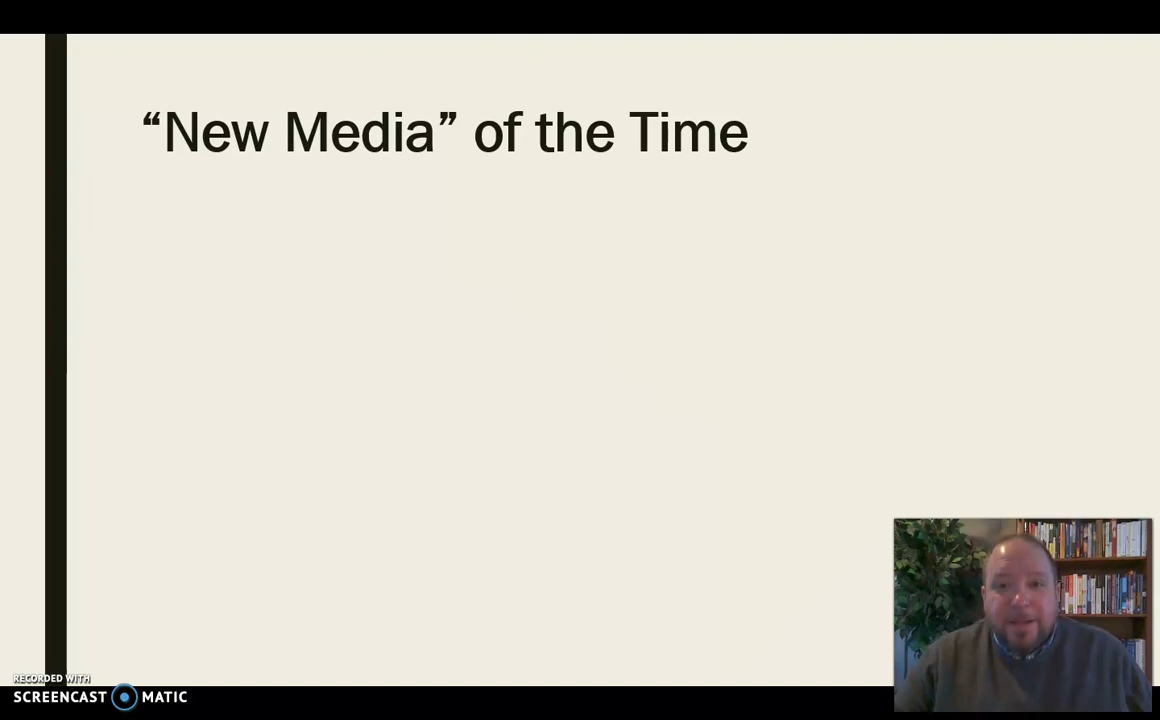 “New Media” of the Time
RECORDED WITH
SCREENCAST MATIC